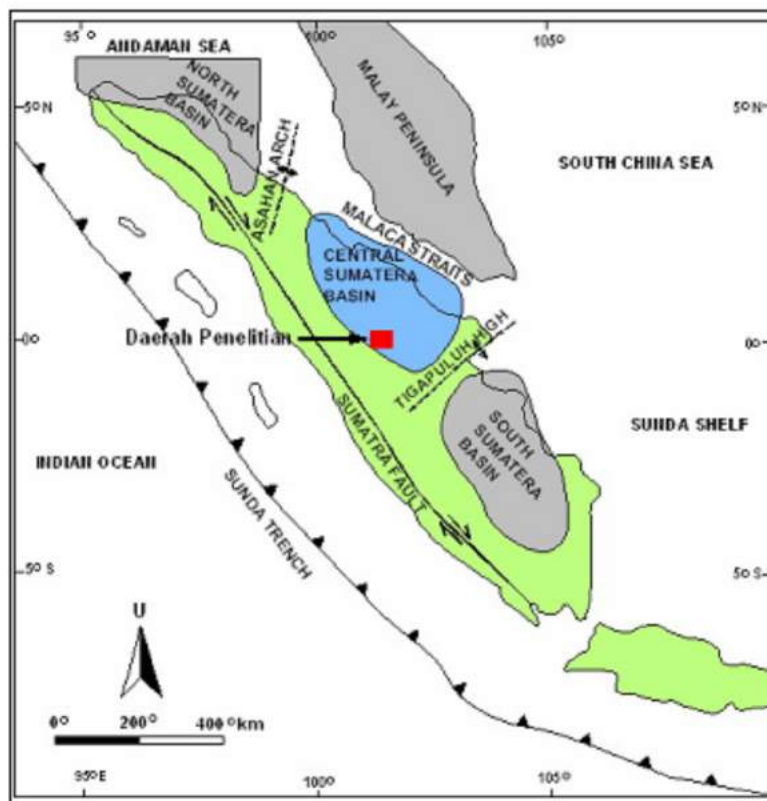 95°
100°
105°
ANDAMAN SEA
NORTH
SUMATERA
BASIN
5°N
5°N
MALAY PENINSULA
SOUTH CHINA SEA
ASAHAN ARCH
MALACA STRAITS
CENTRAL
SUMATERA
BASIN
Daerah Penelitian
0°
0°
TIGAPULUH HIGH
SUMATRA FAULT
SOUTH
SUMATERA
BASIN
SUNDA SHELF
INDIAN OCEAN
SUNDA TRENCH
5° S
5° S
U
0°
200°
400°km
95°E
100°
105°